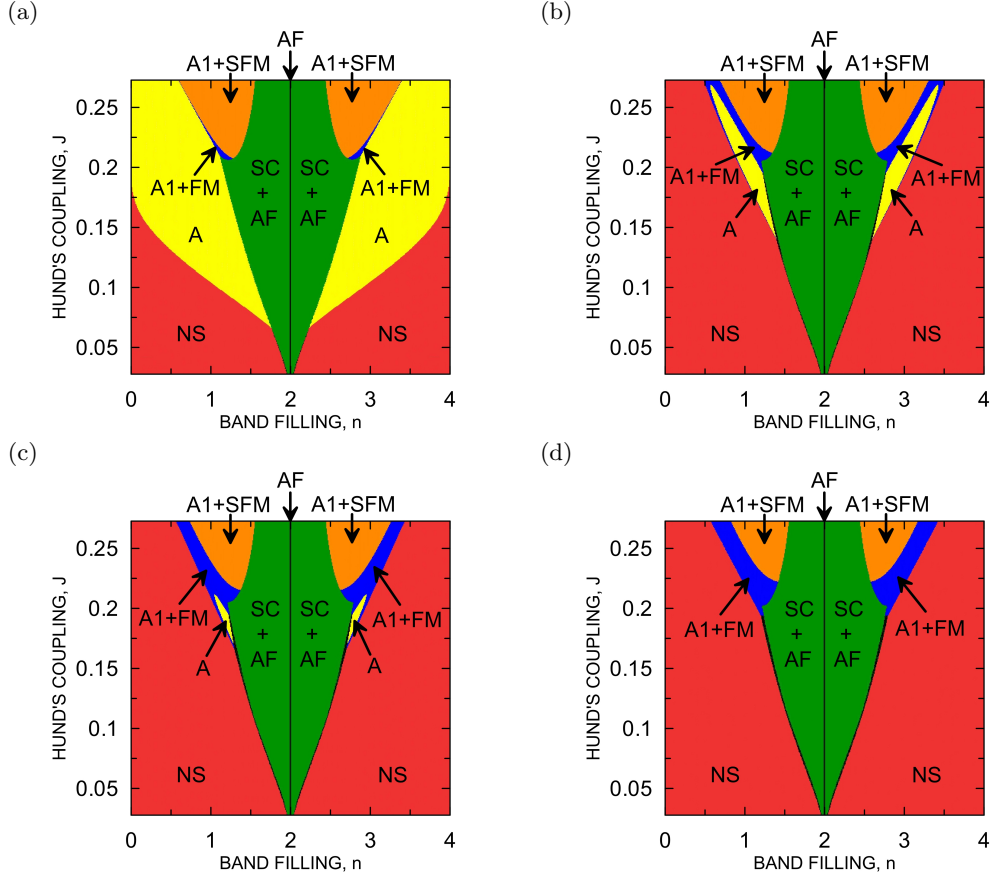 (a)
AF
A1+SFM A1+SFM
0.25
0.2
0.15
0.1
0.05
HUND'S COUPLING, J
A1+FM A1+FM
SC SC
+ +
AF AF
A A
NS NS
0 1 2 3 4
BAND FILLING, n
(b)
AF
A1+SFM A1+SFM
0.25
0.2
0.15
0.1
0.05
HUND'S COUPLING, J
SC SC
A1+FM A1+FM
+ +
AF AF
A A
NS NS
0 1 2 3 4
BAND FILLING, n
(c)
AF
A1+SFM A1+SFM
0.25
0.2
0.15
0.1
0.05
HUND'S COUPLING, J
SC SC
A1+FM A1+FM
+ +
AF AF
A A
NS NS
0 1 2 3 4
BAND FILLING, n
(d)
AF
A1+SFM A1+SFM
0.25
0.2
0.15
0.1
0.05
HUND'S COUPLING, J
SC SC
A1+FM A1+FM
+ +
AF AF
NS NS
0 1 2 3 4
BAND FILLING, n